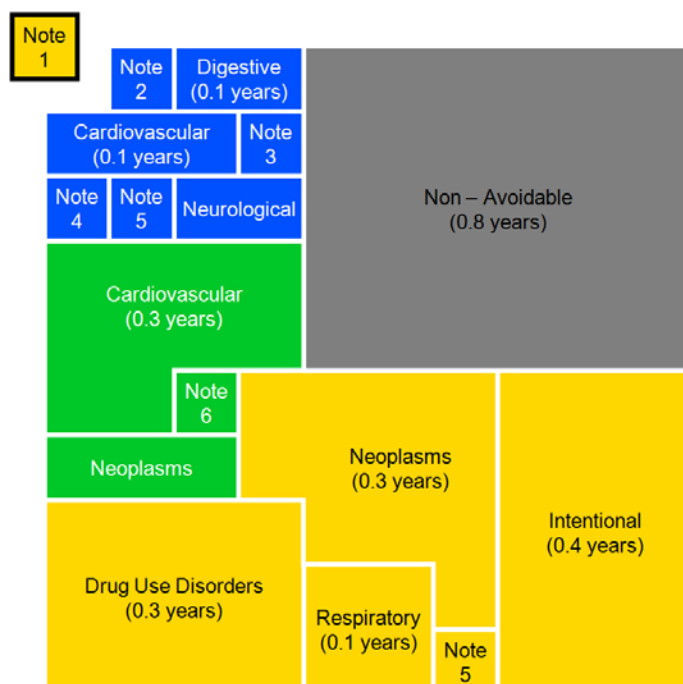 Note
1
Note
2
Digestive
(0.1 years)
Cardiovascular
(0.1 years)
Note
3
Note
4
Note
5
Neurological
Non – Avoidable
(0.8 years)
Cardiovascular
(0.3 years)
Note
6
Neoplasms
Neoplasms
(0.3 years)
Intentional
(0.4 years)
Drug Use Disorders
(0.3 years)
Respiratory
(0.1 years)
Note
5